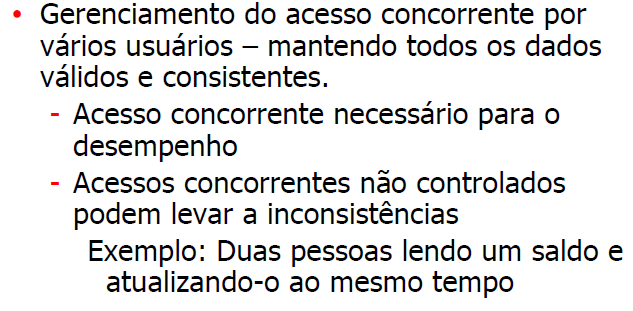 • Gerenciamento do acesso concorrente por
vários usuários – mantendo todos os dados
válidos e consistentes.
- Acesso concorrente necessário para o
desempenho
- Acessos concorrentes não controlados
podem levar a inconsistências
Exemplo: Duas pessoas lendo um saldo e
atualizando-o ao mesmo tempo